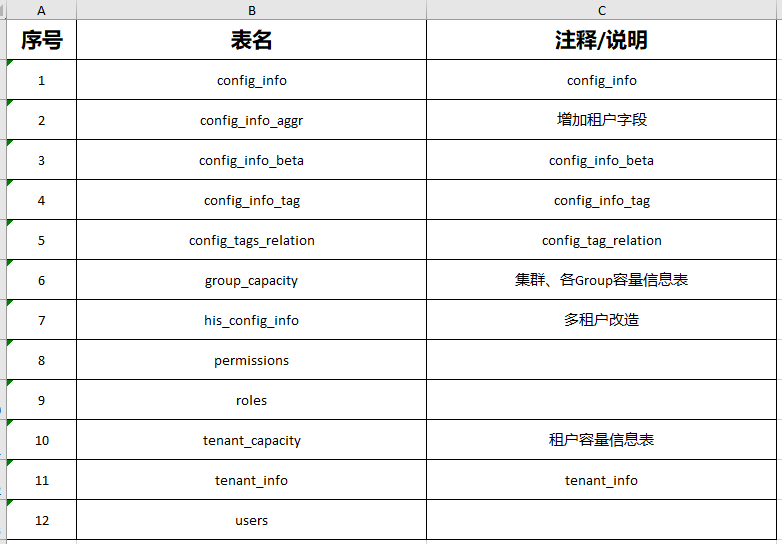 A B C
序号 表名 注释/说明
1 config_info config_info
2 config_info_aggr 增加租户字段
3 config_info_beta config_info_beta
4 config_info_tag config_info_tag
5 config_tags_relation config_tag_relation
6 group_capacity 集群、各Group容量信息表
7 his_config_info 多租户改造
8 permissions
9 roles
10 tenant_capacity 租户容量信息表
11 tenant_info tenant_info
12 users